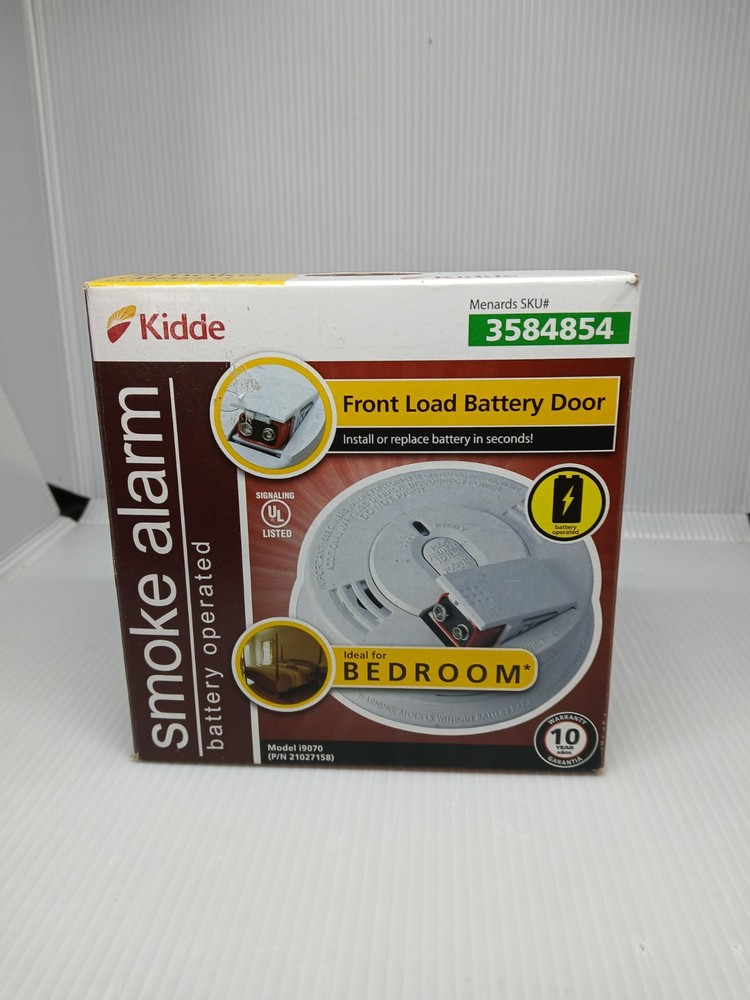 Kidde
Menards SKU#
3584854
Front Load Battery Door
Install or replace battery in seconds!
smoke alarm
battery operated
SIGNALING
UL
LISTED
battery
operated
Ideal for
BEDROOM*
Model i9070
(P/N 21027158)
WARRANTY
10
YEAR
AÑOS
GARANTIA